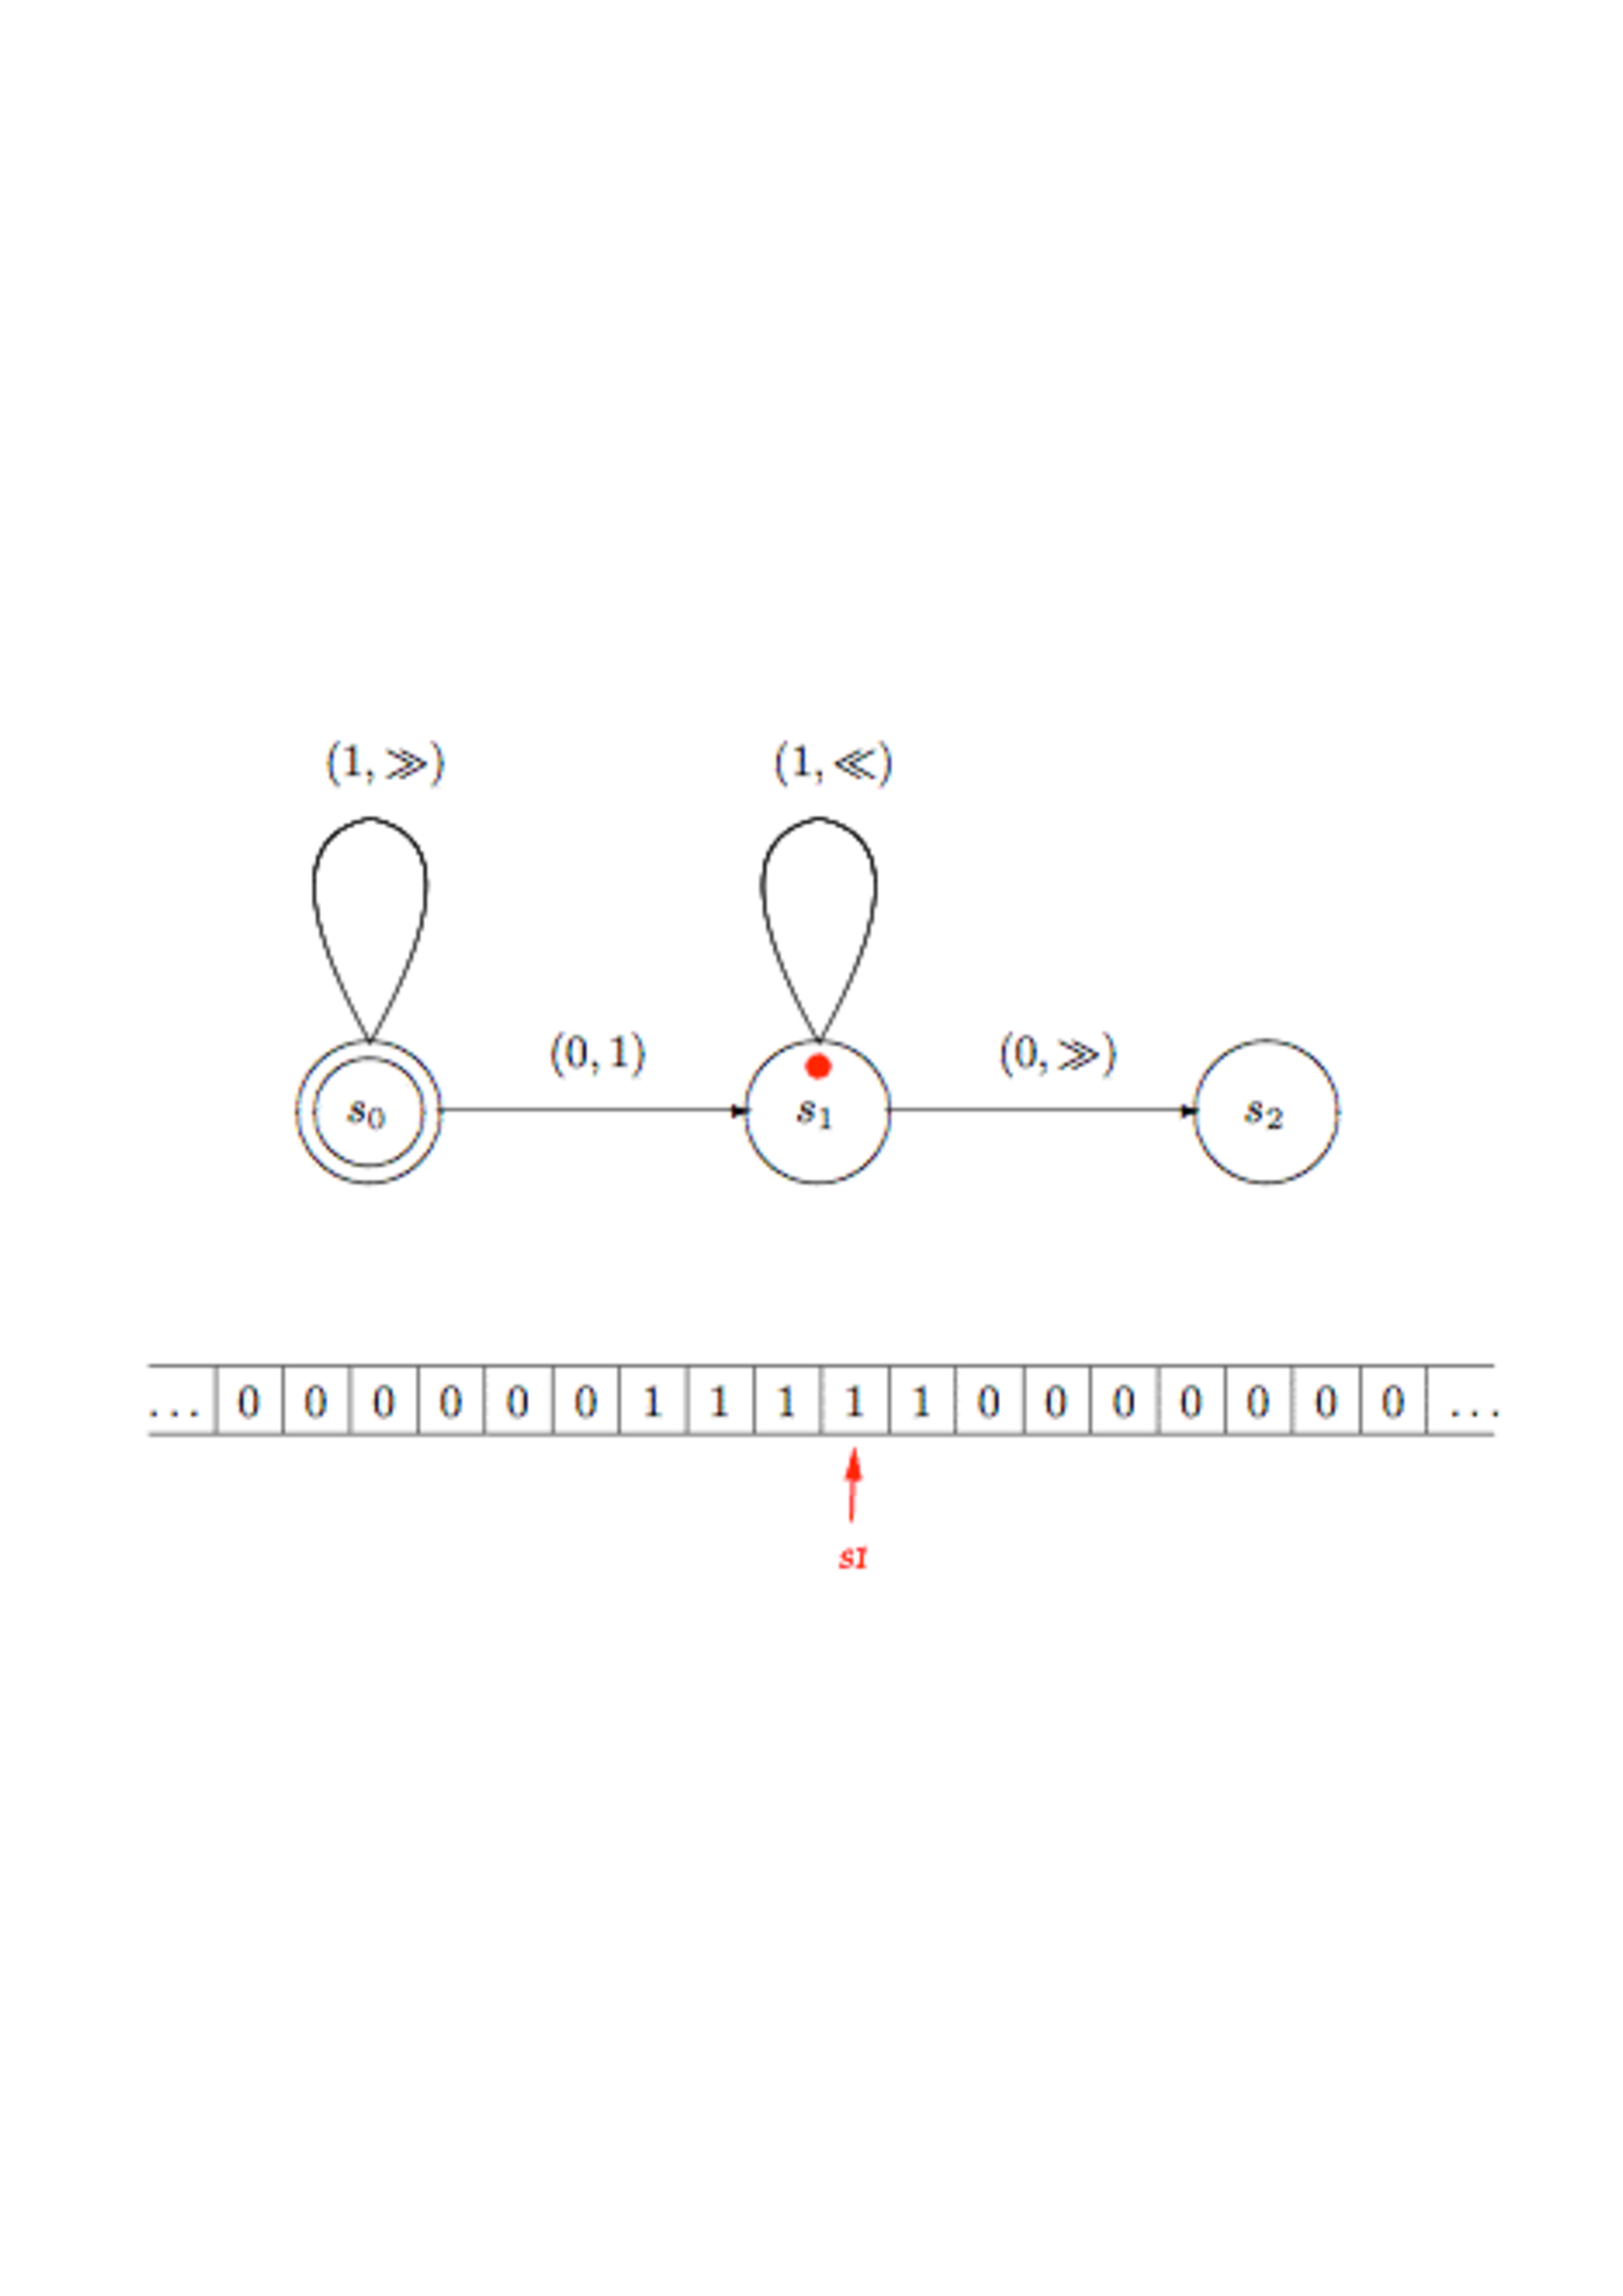 (1, ≫) (1, ≪)
(0, 1) (0, ≫)
s₀ s₁ s₂
... 0 0 0 0 0 0 1 1 1 1 1 0 0 0 0 0 0 0 ...
s1